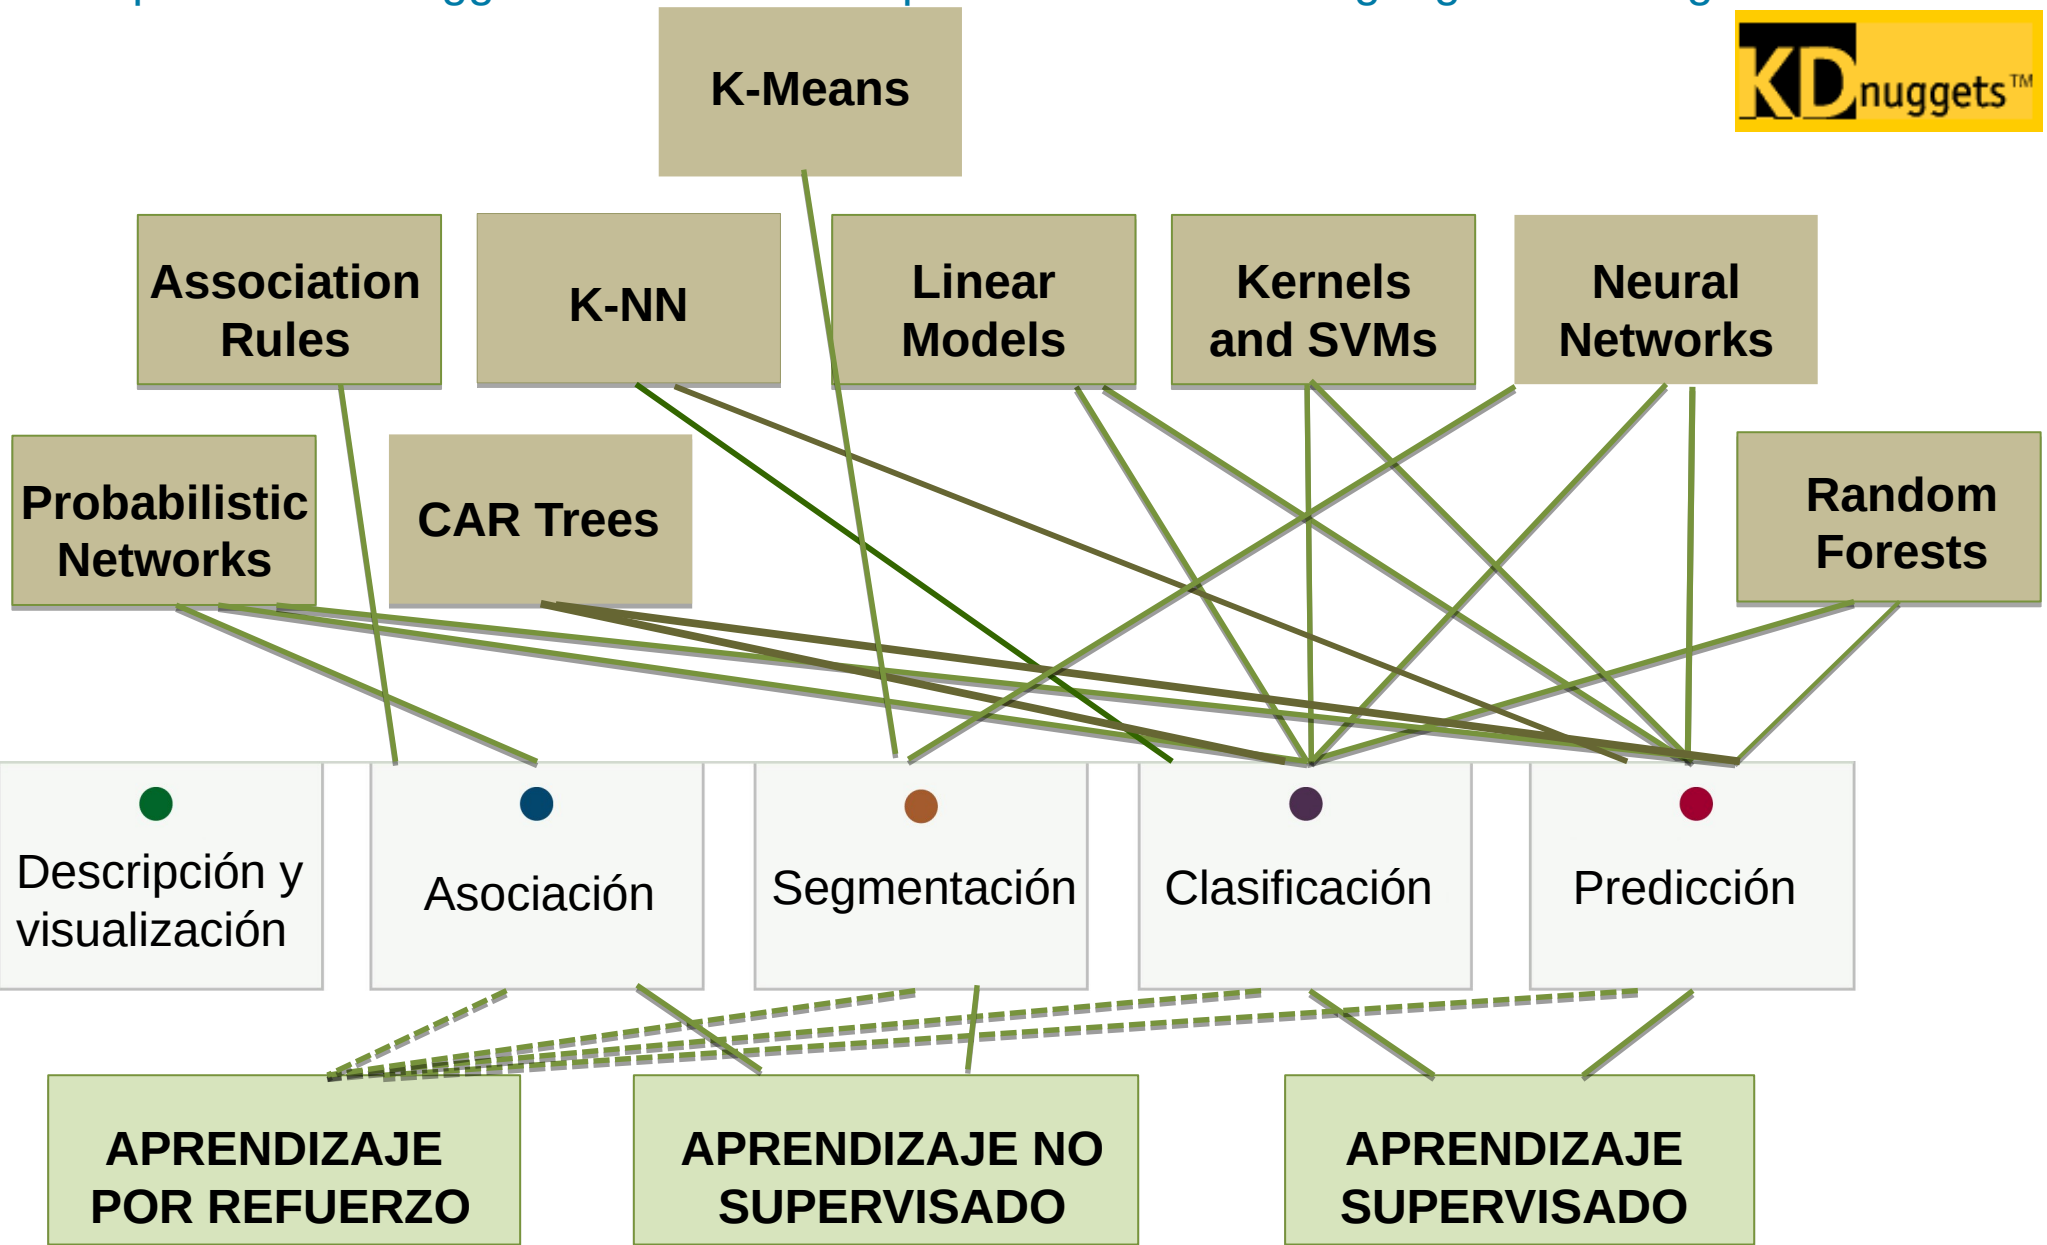 K-Means
KDnuggets™
Association
Rules
K-NN
Linear
Models
Kernels
and SVMs
Neural
Networks
Probabilistic
Networks
CAR Trees
Random
Forests
Descripción y
visualización
Asociación
Segmentación
Clasificación
Predicción
APRENDIZAJE
POR REFUERZO
APRENDIZAJE NO
SUPERVISADO
APRENDIZAJE
SUPERVISADO